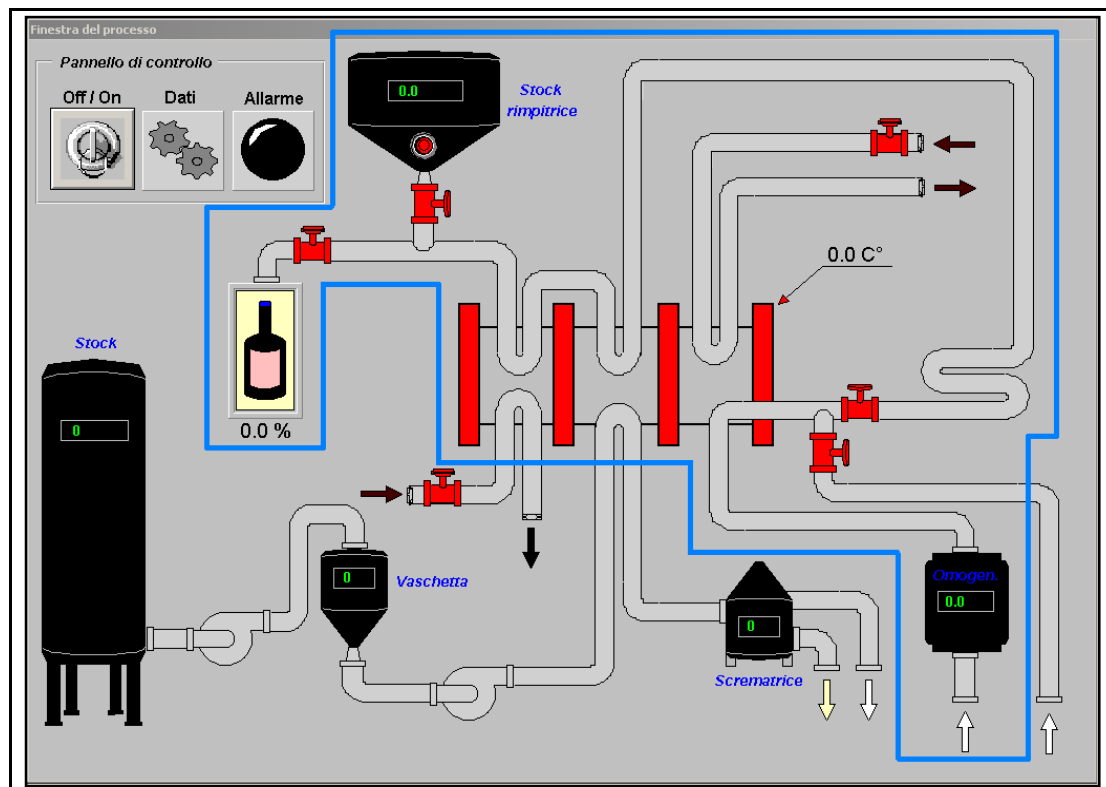 Finestra del processo
Pannello di controllo
Off / On
Dati
Allarme
0.0
Stock
rimpitrice
0.0 C°
Stock
0
0.0 %
0
Vaschetta
0
Scrematrice
Omogen.
0.0